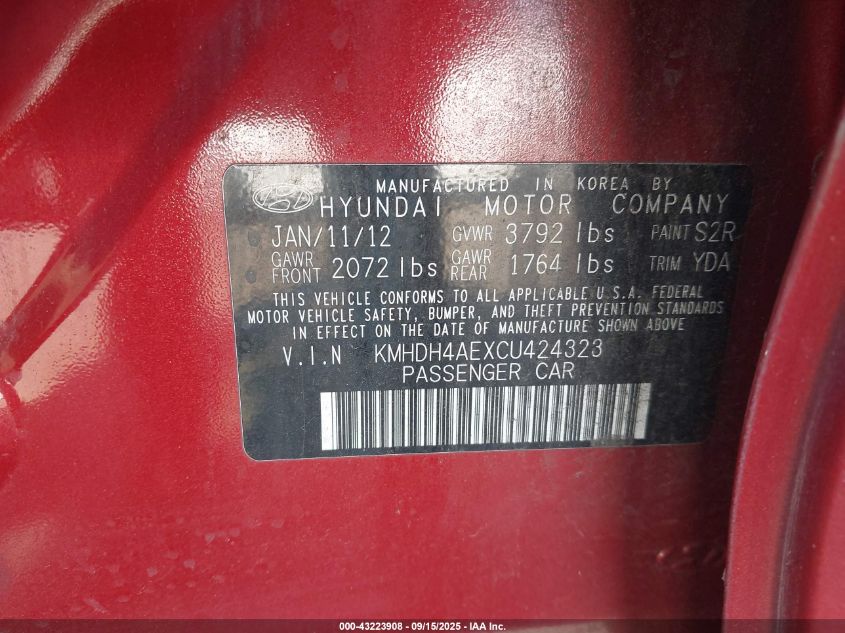 MANUFACTURED IN KOREA BY
HYUNDAI MOTOR COMPANY
JAN/11/12 GVWR 3792 lbs PAINT S2R
GAWR FRONT 2072 lbs GAWR REAR 1764 lbs TRIM YDA
THIS VEHICLE CONFORMS TO ALL APPLICABLE U.S.A. FEDERAL
MOTOR VEHICLE SAFETY, BUMPER, AND THEFT PREVENTION STANDARDS
IN EFFECT ON THE DATE OF MANUFACTURE SHOWN ABOVE
V.I.N KMHDH4AEXCU424323
PASSENGER CAR
000-43223908 - 09/15/2025 - IAA Inc.